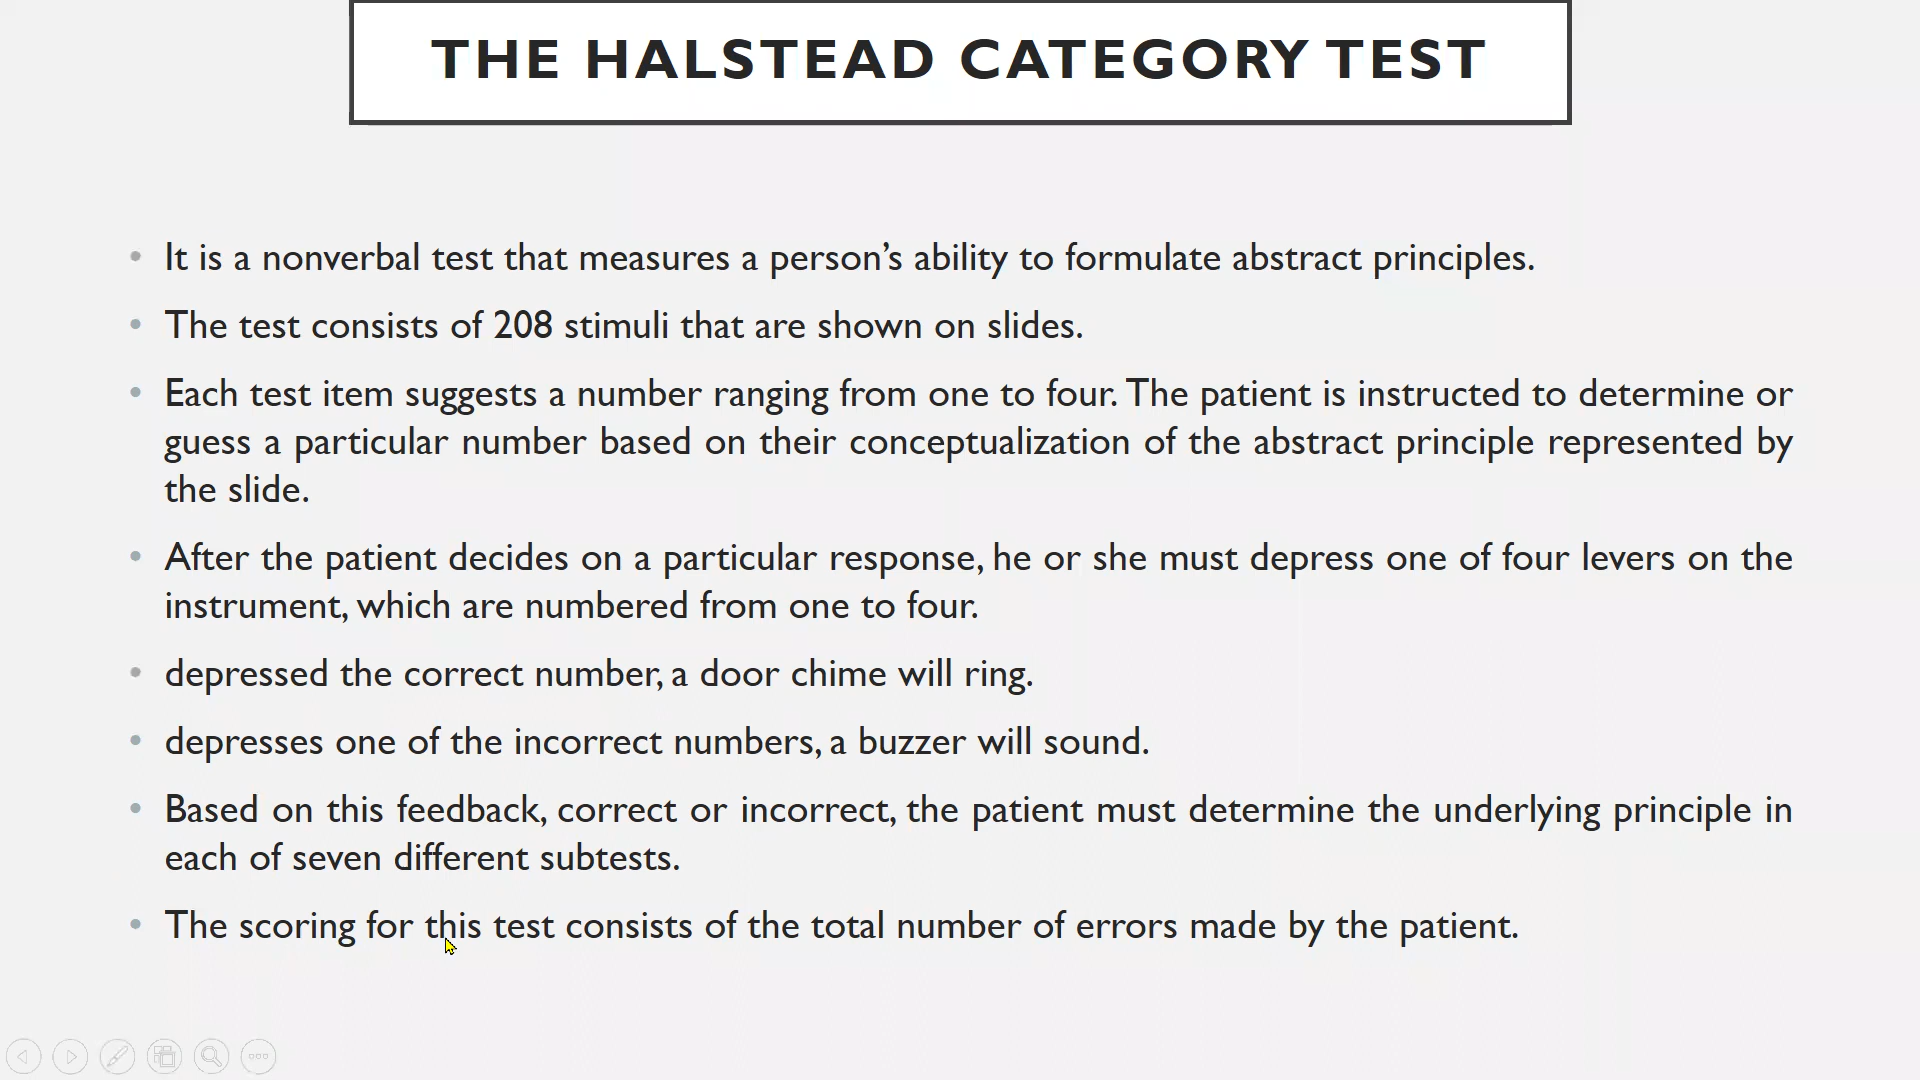 THE HALSTEAD CATEGORY TEST
• It is a nonverbal test that measures a person’s ability to formulate abstract principles.
• The test consists of 208 stimuli that are shown on slides.
• Each test item suggests a number ranging from one to four. The patient is instructed to determine or
guess a particular number based on their conceptualization of the abstract principle represented by
the slide.
• After the patient decides on a particular response, he or she must depress one of four levers on the
instrument, which are numbered from one to four.
• depressed the correct number, a door chime will ring.
• depresses one of the incorrect numbers, a buzzer will sound.
• Based on this feedback, correct or incorrect, the patient must determine the underlying principle in
each of seven different subtests.
• The scoring for this test consists of the total number of errors made by the patient.